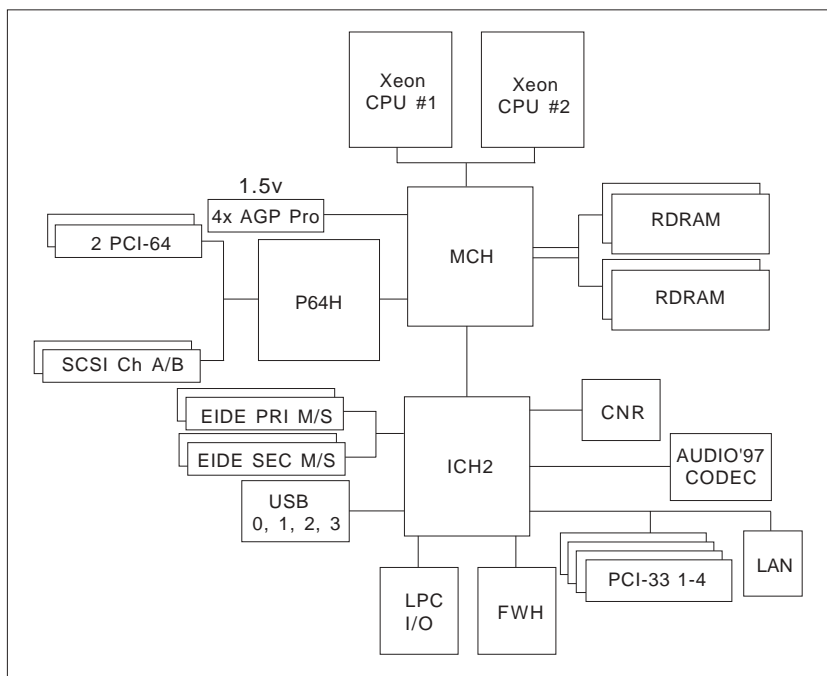 Xeon
CPU #1
Xeon
CPU #2
1.5v
4x AGP Pro
2 PCI-64
MCH
RDRAM
RDRAM
P64H
SCSI Ch A/B
EIDE PRI M/S
EIDE SEC M/S
USB
0, 1, 2, 3
ICH2
CNR
AUDIO'97
CODEC
PCI-33 1-4
LAN
LPC
I/O
FWH